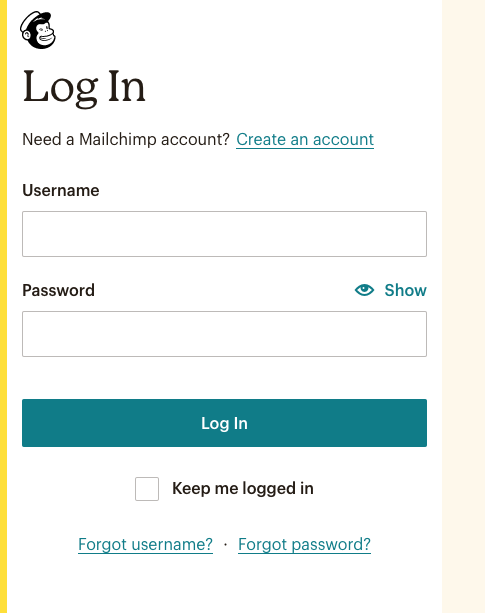 Log In
Need a Mailchimp account? Create an account
Username
Password Show
Log In
Keep me logged in
Forgot username? · Forgot password?